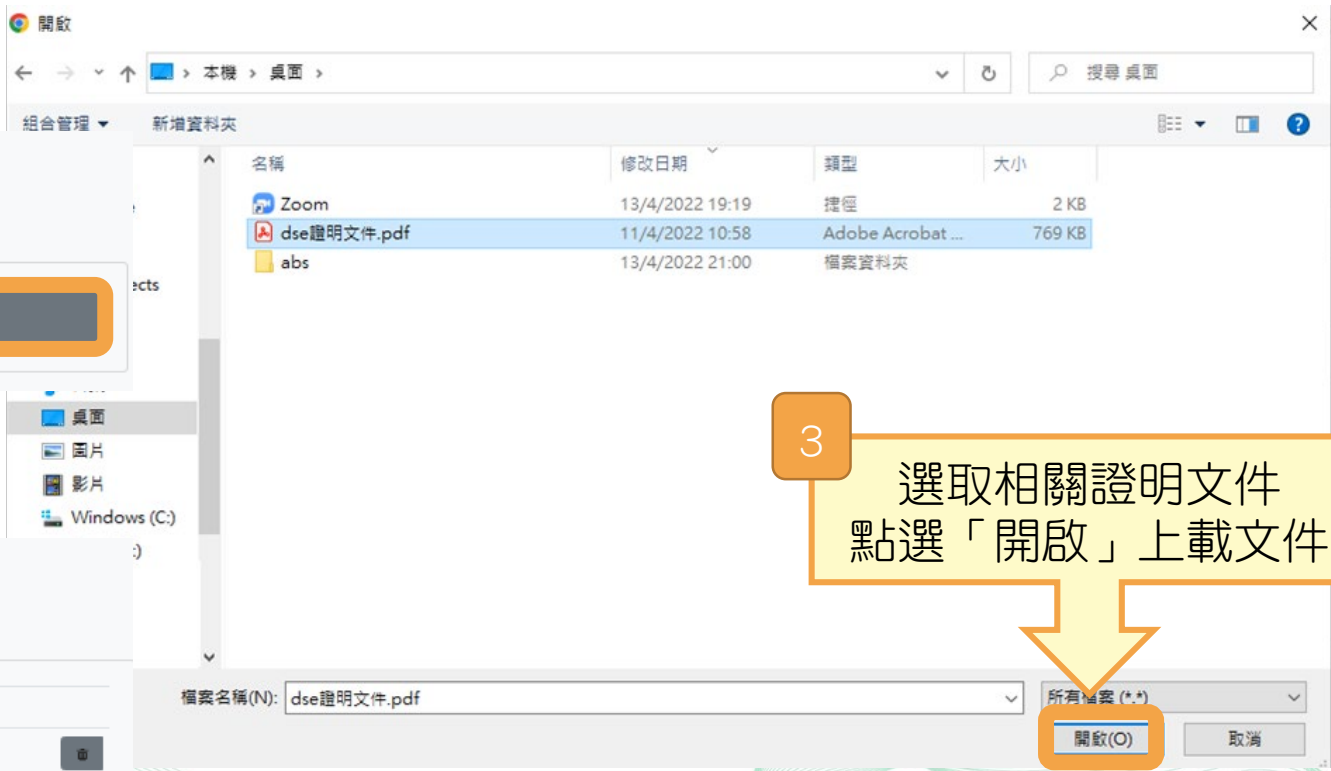 開啟
本機 › 桌面 ›
搜尋 桌面
組合管理
新增資料夾
名稱 修改日期 類型 大小
Zoom 13/4/2022 19:19 捷徑 2 KB
dse證明文件.pdf 11/4/2022 10:58 Adobe Acrobat ... 769 KB
abs 13/4/2022 21:00 檔案資料夾
ects
桌面
圖片
影片
Windows (C:)
:)
3
選取相關證明文件
點選「開啟」上載文件
檔案名稱(N): dse證明文件.pdf
所有檔案 (*.*)
開啟(O)
取消